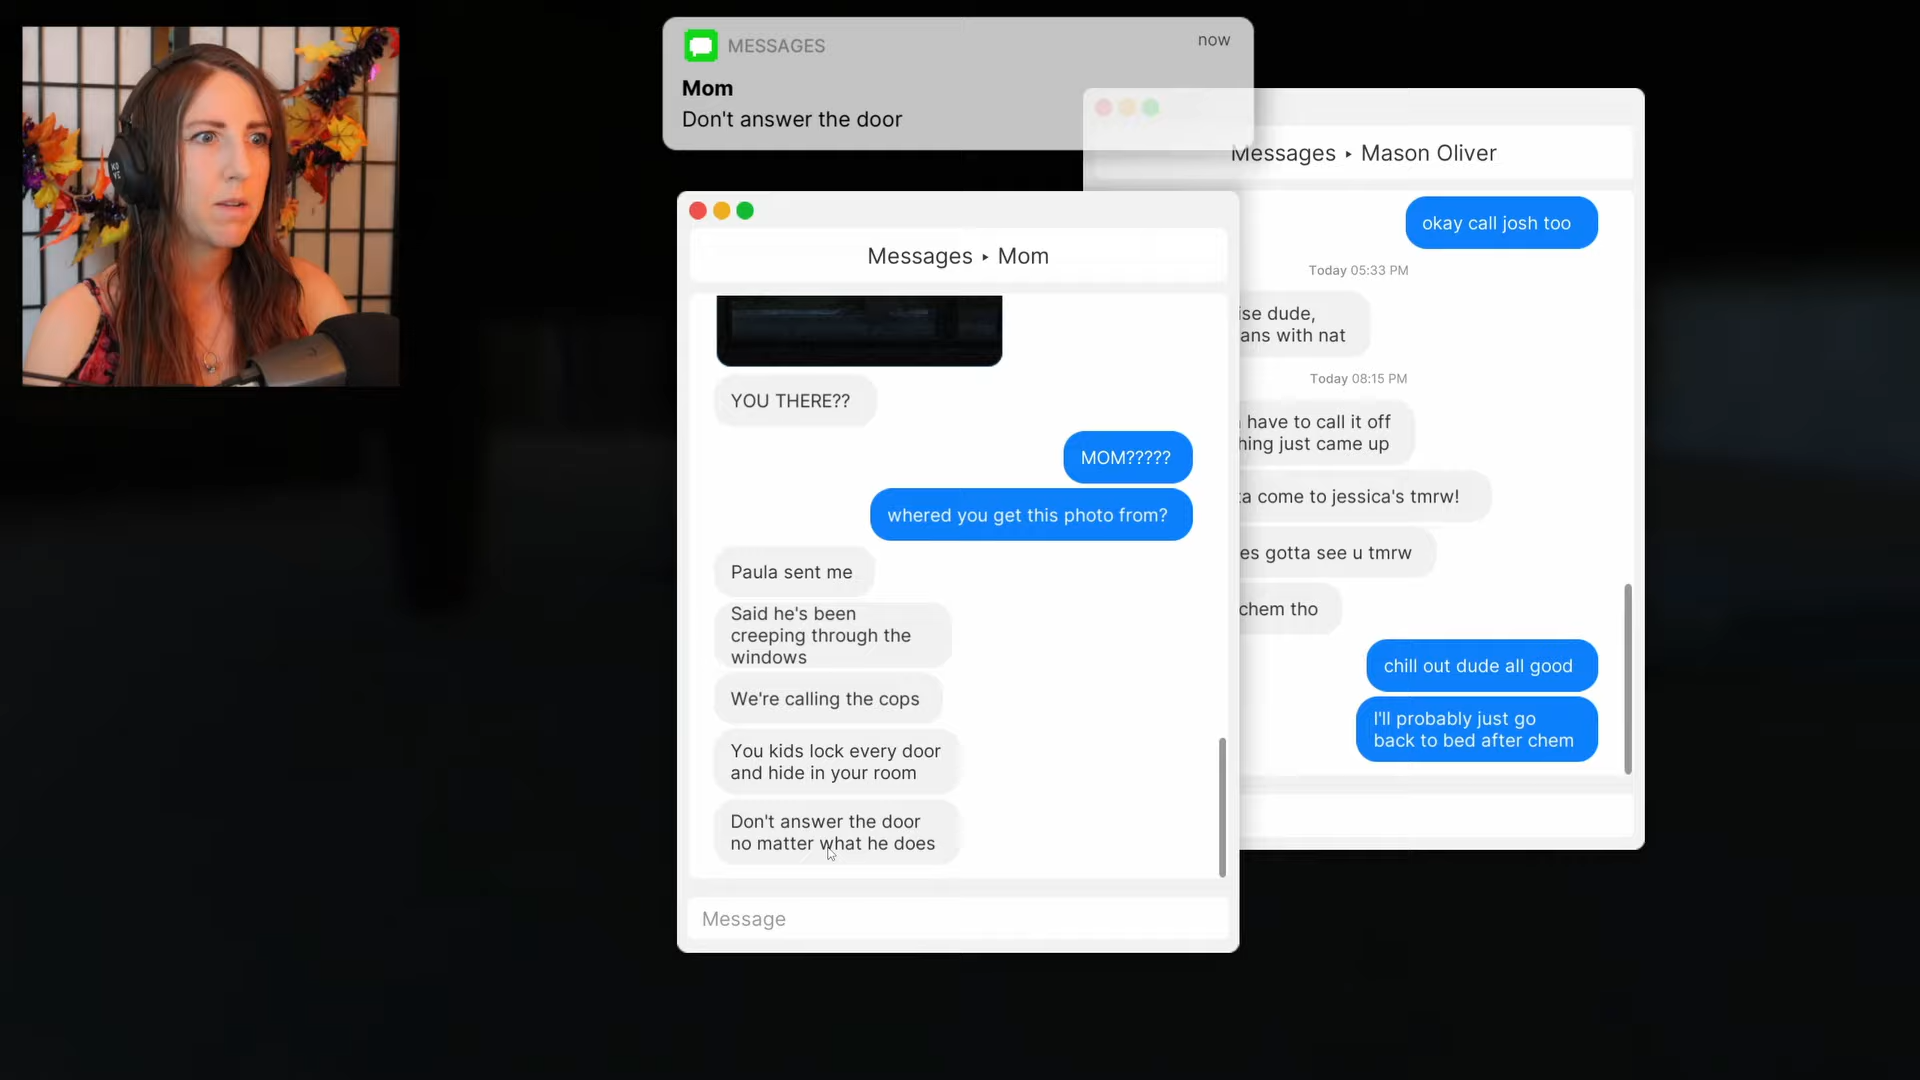 MESSAGES
now
Mom
Don't answer the door
Messages ▸ Mason Oliver
okay call josh too
Today 05:33 PM
dude,
with nat
Today 08:15 PM
have to call it off
just came up
come to jessica's tmrw!
gotta see u tmrw
chem tho
chill out dude all good
I'll probably just go
back to bed after chem
Messages ▸ Mom
YOU THERE??
MOM?????
whered you get this photo from?
Paula sent me
Said he's been
creeping through the
windows
We're calling the cops
You kids lock every door
and hide in your room
Don't answer the door
no matter what he does
Message